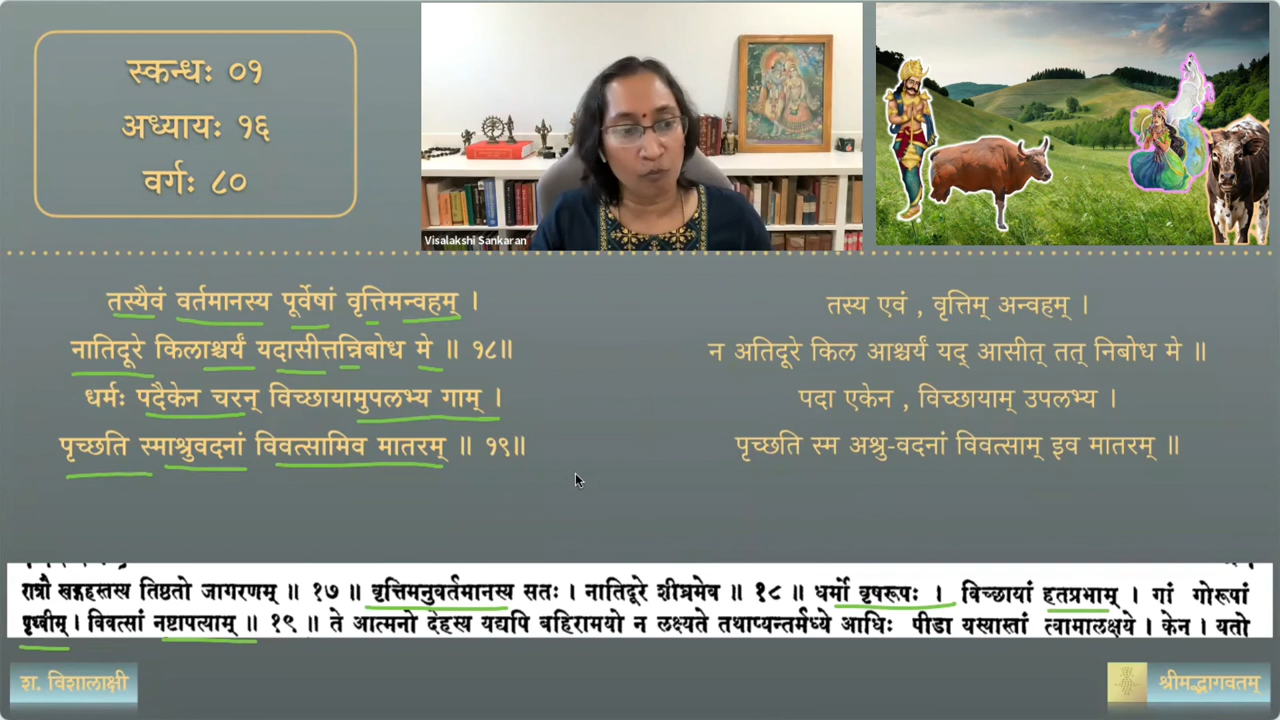 स्कन्धः ०१
अध्यायः १६
वर्गः ८०
Visalakshi Sankaran
तस्यैवं वर्तमानस्य पूर्वेषां वृत्तिमन्वहम् ।
नातिदूरे किलाश्चर्यं यदासीत्तन्निबोध मे ॥ १८॥
धर्मः पदैकेन चरन् विच्छायामुपलभ्य गाम् ।
पृच्छति स्माश्रुवदनां विवत्सामिव मातरम् ॥ १९॥
तस्य एवं , वृत्तिम् अन्वहम् ।
न अतिदूरे किल आश्चर्यं यद् आसीत् तत् निबोध मे ॥
पदा एकेन , विच्छायाम् उपलभ्य ।
पृच्छति स्म अश्रु-वदनां विवत्साम् इव मातरम् ॥
रात्रौ खङ्गहस्तस्य तिष्ठतो जागरणम् ॥ १७ ॥ वृत्तिमनुवर्तमानस्य सतः । नातिदूरे शीघ्रमेव ॥ १८ ॥ धर्मो वृषरूपः । विच्छायां हतप्रभाम् । गां गोरूपां
पृथ्वीम् । विवत्सां नष्टापत्याम् ॥ १९ ॥ ते आत्मनो देहस्य यद्यपि बहिरामयो न लक्ष्यते तथाप्यन्तर्मध्ये आधिः पीडा यस्यास्तां त्वामालक्षये । केन । यतो
श. विशालाक्षी
श्रीमद्भागवतम्